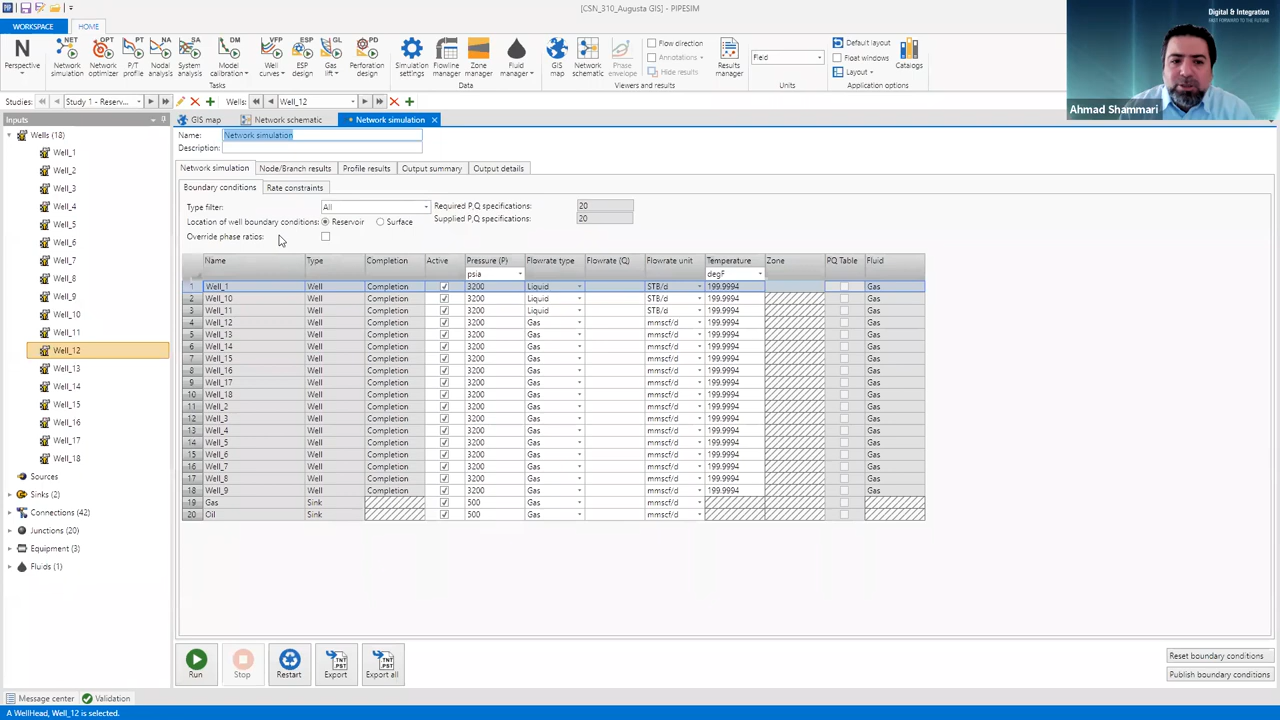 [CSN_310_Augusta GIS] - PIPESIM
Digital & Integration
FAST FORWARD TO THE FUTURE
Ahmad Shammari
WORKSPACE HOME
N Perspective
Network simulation
Network optimizer
P/T profile
Nodal analysis
System analysis
Model calibration
Well curves
ESP design
Gas lift
Perforation design
Simulation settings
Flowline manager
Zone manager
Fluid manager
GIS map
Network schematic
Phase envelope
Flow direction
Annotations
Hide results
Results manager
Field
Default layout
Float windows
Layout
Catalogs
Tasks Data Viewers and results Units Application options
Studies: Study 1 - Reserv... Wells: Well_12
Inputs
Wells (18)
Well_1
Well_2
Well_3
Well_4
Well_5
Well_6
Well_7
Well_8
Well_9
Well_10
Well_11
Well_12
Well_13
Well_14
Well_15
Well_16
Well_17
Well_18
Sources
Sinks (2)
Connections (42)
Junctions (20)
Equipment (3)
Fluids (1)
GIS map Network schematic * Network simulation
Name: Network simulation
Description:
Network simulation Node/Branch results Profile results Output summary Output details
Boundary conditions Rate constraints
Type filter: All Required P,Q specifications: 20
Location of well boundary conditions: Reservoir Surface Supplied P,Q specifications: 20
Override phase ratios:
Name Type Completion Active Pressure (P) Flowrate type Flowrate (Q) Flowrate unit Temperature Zone PQ Table Fluid
psia degF
1 Well_1 Well Completion 3200 Liquid STB/d 199.9994 Gas
2 Well_10 Well Completion 3200 Liquid STB/d 199.9994 Gas
3 Well_11 Well Completion 3200 Liquid STB/d 199.9994 Gas
4 Well_12 Well Completion 3200 Gas mmscf/d 199.9994 Gas
5 Well_13 Well Completion 3200 Gas mmscf/d 199.9994 Gas
6 Well_14 Well Completion 3200 Gas mmscf/d 199.9994 Gas
7 Well_15 Well Completion 3200 Gas mmscf/d 199.9994 Gas
8 Well_16 Well Completion 3200 Gas mmscf/d 199.9994 Gas
9 Well_17 Well Completion 3200 Gas mmscf/d 199.9994 Gas
10 Well_18 Well Completion 3200 Gas mmscf/d 199.9994 Gas
11 Well_2 Well Completion 3200 Gas mmscf/d 199.9994 Gas
12 Well_3 Well Completion 3200 Gas mmscf/d 199.9994 Gas
13 Well_4 Well Completion 3200 Gas mmscf/d 199.9994 Gas
14 Well_5 Well Completion 3200 Gas mmscf/d 199.9994 Gas
15 Well_6 Well Completion 3200 Gas mmscf/d 199.9994 Gas
16 Well_7 Well Completion 3200 Gas mmscf/d 199.9994 Gas
17 Well_8 Well Completion 3200 Gas mmscf/d 199.9994 Gas
18 Well_9 Well Completion 3200 Gas mmscf/d 199.9994 Gas
19 Gas Sink 500 Gas mmscf/d
20 Oil Sink 500 Gas mmscf/d
Run Stop Restart Export Export all
Reset boundary conditions
Publish boundary conditions
Message center Validation
A WellHead, Well_12 is selected.